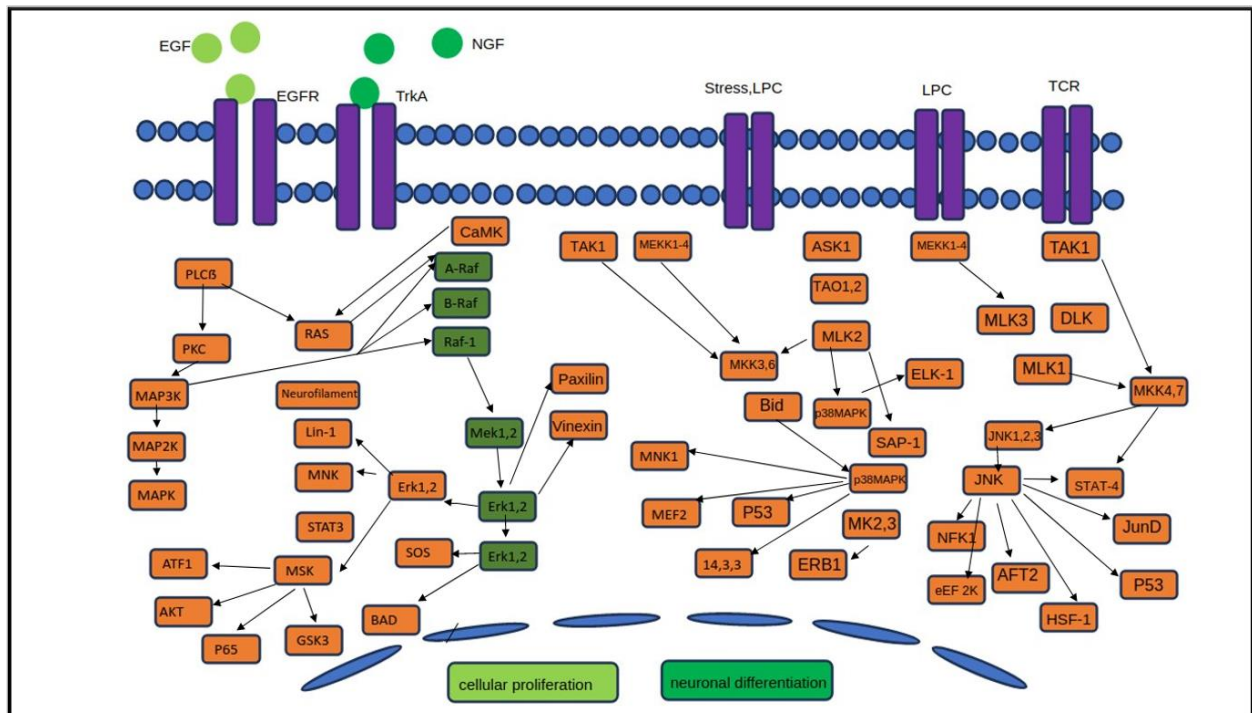 EGF
NGF
EGFR
TrkA
Stress,LPC
LPC
TCR
CaMK
TAK1
MEKK1-4
ASK1
MEKK1-4
TAK1
PLCß
A-Raf
TAO1,2
B-Raf
RAS
MLK3
DLK
Raf-1
MLK2
PKC
MKK3,6
ELK-1
MLK1
MAP3K
Neurofilament
Paxilin
MKK4,7
Bid
p38MAPK
Lin-1
Mek1,2
Vinexin
SAP-1
JNK1,2,3
MAP2K
MNK1
MNK
Erk1,2
p38MAPK
JNK
STAT-4
MAPK
Erk1,2
MEF2
P53
MK2,3
STAT3
NFK1
JunD
SOS
Erk1,2
ATF1
MSK
14,3,3
ERB1
AFT2
P53
eEF 2K
AKT
BAD
HSF-1
P65
GSK3
cellular proliferation
neuronal differentiation